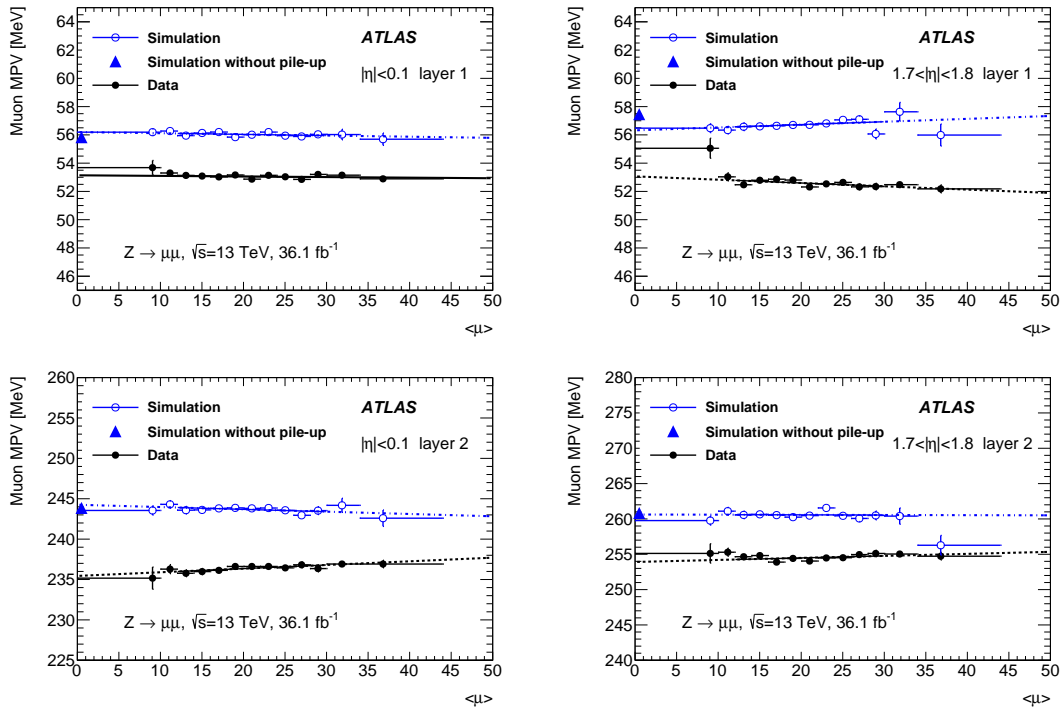 Muon MPV [MeV]
64
62
60
58
56
54
52
50
48
46
Simulation
ATLAS
Simulation without pile-up
|η|<0.1 layer 1
Data
Z → μμ, √s=13 TeV, 36.1 fb⁻¹
0 5 10 15 20 25 30 35 40 45 50
<μ>
Muon MPV [MeV]
64
62
60
58
56
54
52
50
48
46
Simulation
ATLAS
Simulation without pile-up
1.7<|η|<1.8 layer 1
Data
Z → μμ, √s=13 TeV, 36.1 fb⁻¹
0 5 10 15 20 25 30 35 40 45 50
<μ>
Muon MPV [MeV]
260
255
250
245
240
235
230
225
Simulation
ATLAS
Simulation without pile-up
|η|<0.1 layer 2
Data
Z → μμ, √s=13 TeV, 36.1 fb⁻¹
0 5 10 15 20 25 30 35 40 45 50
<μ>
Muon MPV [MeV]
280
275
270
265
260
255
250
245
240
Simulation
ATLAS
Simulation without pile-up
1.7<|η|<1.8 layer 2
Data
Z → μμ, √s=13 TeV, 36.1 fb⁻¹
0 5 10 15 20 25 30 35 40 45 50
<μ>